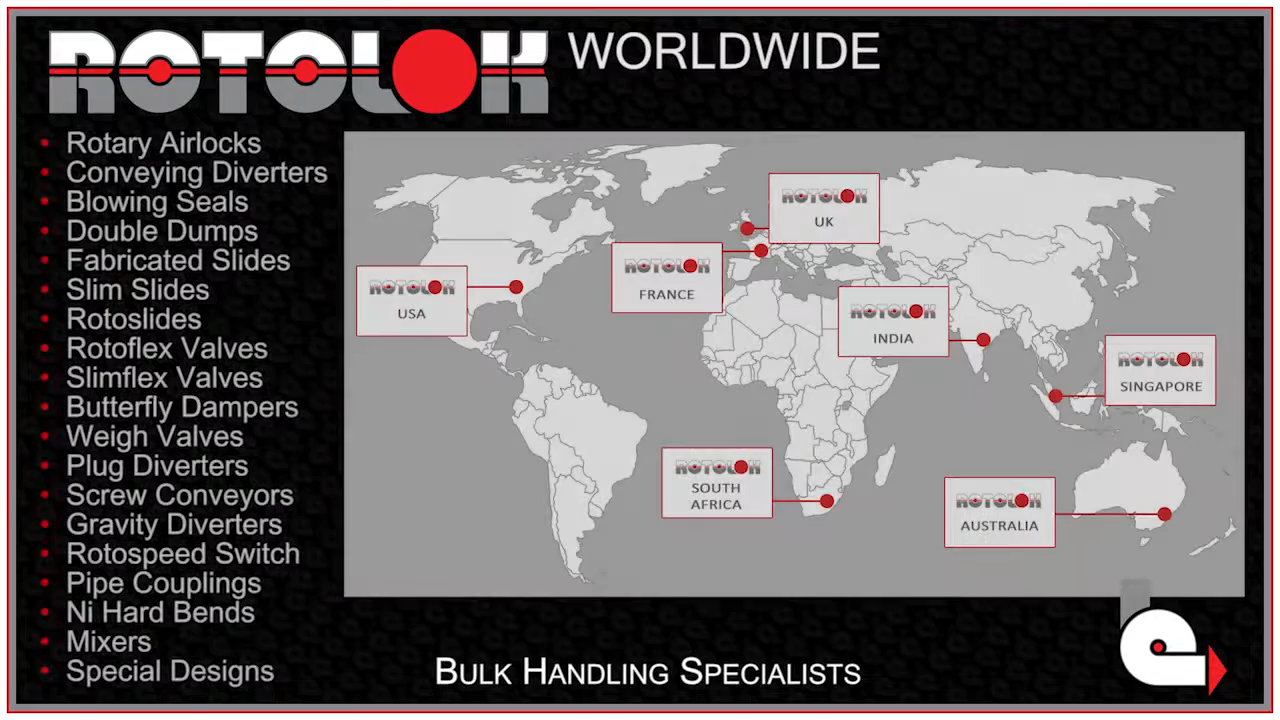 ROTOLOK WORLDWIDE
• Rotary Airlocks
• Conveying Diverters
• Blowing Seals
• Double Dumps
• Fabricated Slides
• Slim Slides
• Rotoslides
• Rotoflex Valves
• Slimflex Valves
• Butterfly Dampers
• Weigh Valves
• Plug Diverters
• Screw Conveyors
• Gravity Diverters
• Rotospeed Switch
• Pipe Couplings
• Ni Hard Bends
• Mixers
• Special Designs
ROTOLOK
UK
ROTOLOK
FRANCE
ROTOLOK
USA
ROTOLOK
INDIA
ROTOLOK
SINGAPORE
ROTOLOK
SOUTH
AFRICA
ROTOLOK
AUSTRALIA
BULK HANDLING SPECIALISTS